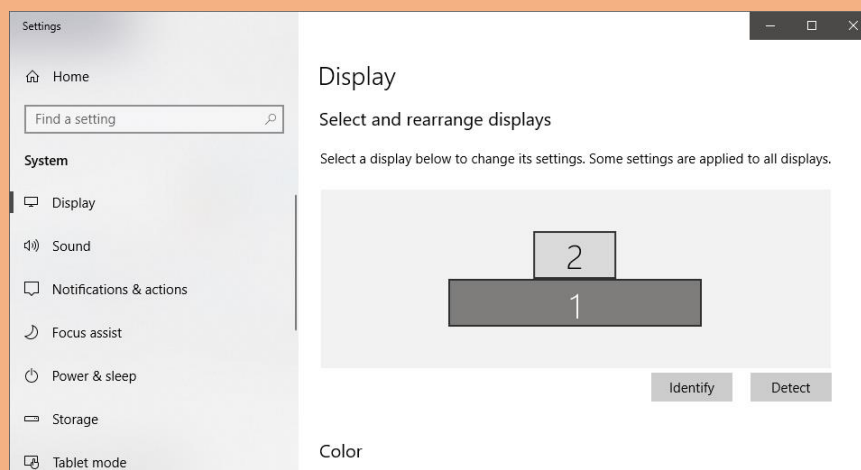 Settings
Home
Find a setting
System
Display
Sound
Notifications & actions
Focus assist
Power & sleep
Storage
Tablet mode
Display
Select and rearrange displays
Select a display below to change its settings. Some settings are applied to all displays.
2
1
Identify Detect
Color